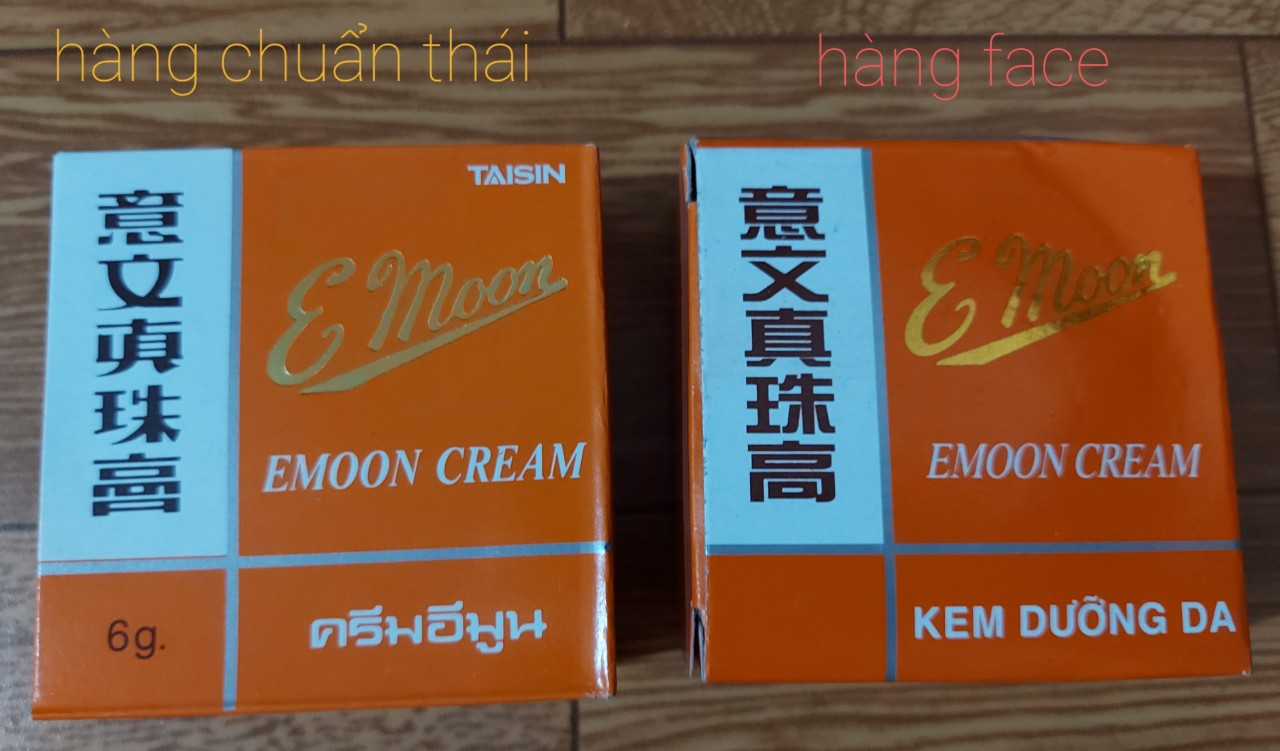 hàng chuẩn thái
意文真珠膏
TAISIN
E Moon
EMOON CREAM
6g.
ครีมอีมูน
hàng face
意文真珠高
E Moon
EMOON CREAM
KEM DƯỠNG DA